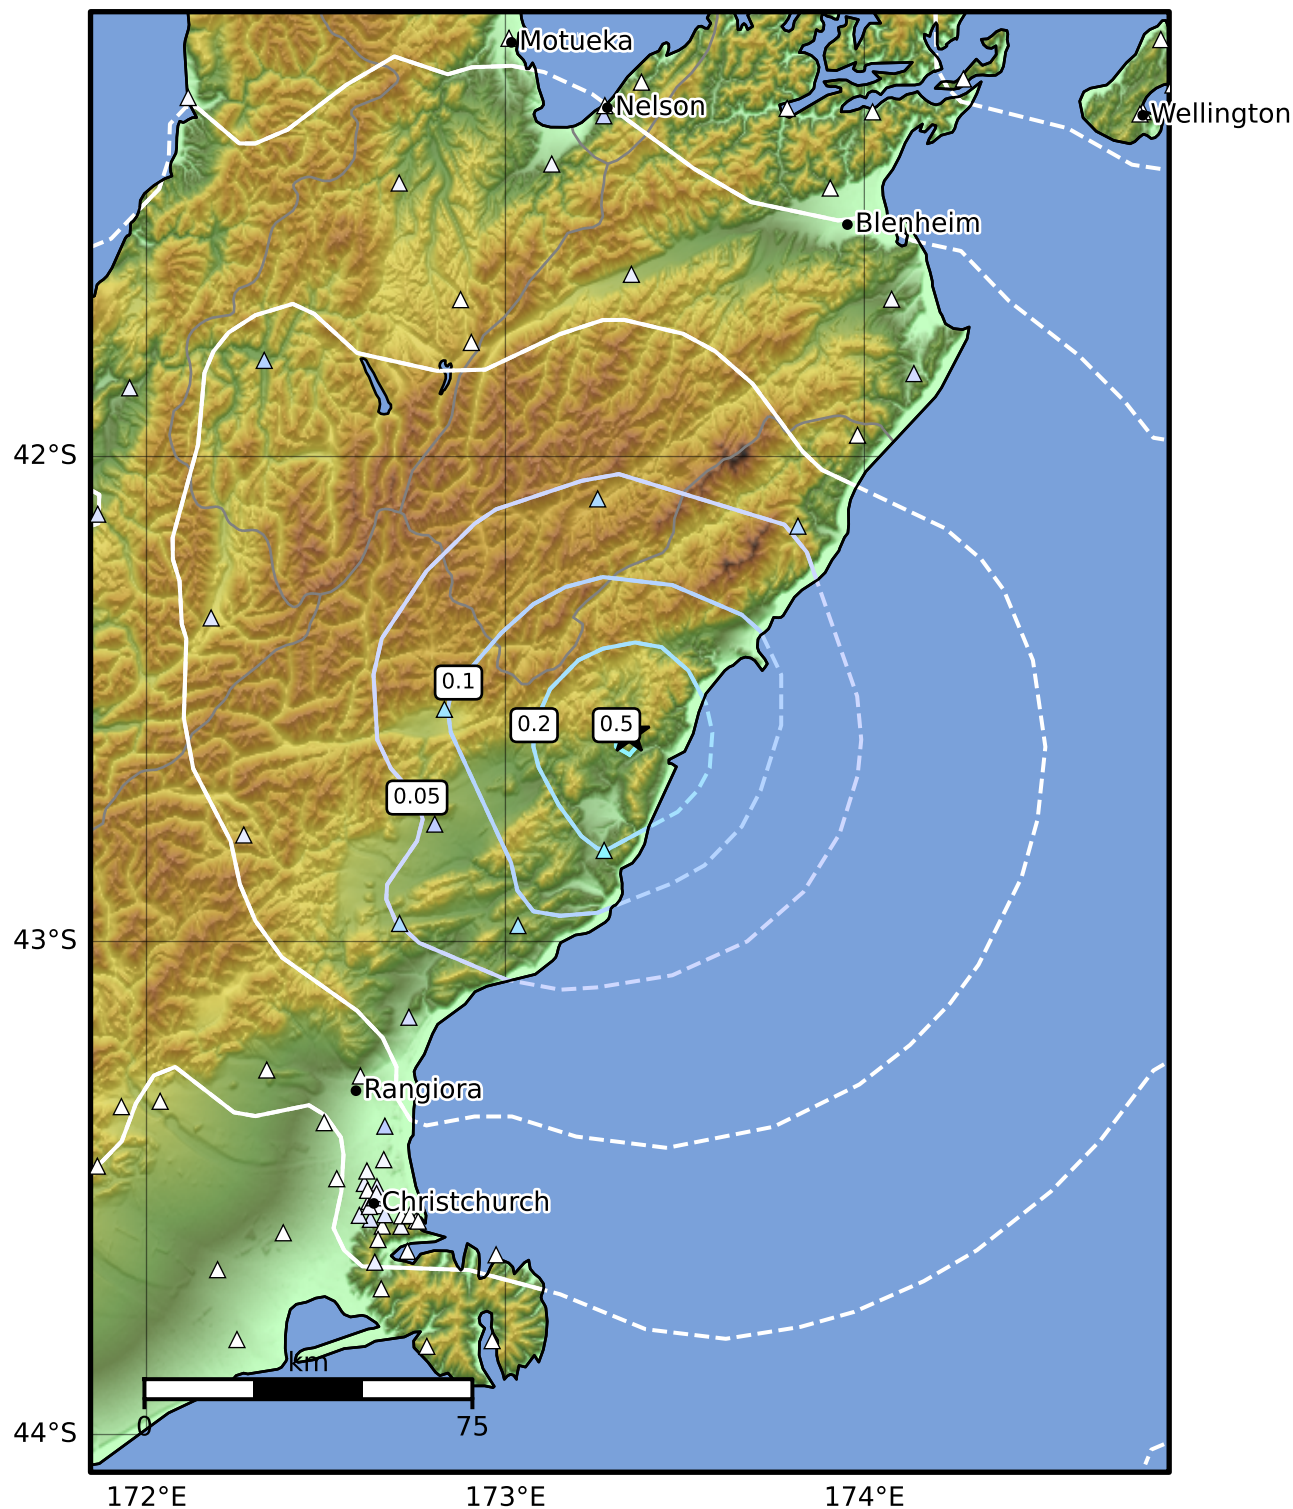 Motueka
Nelson
Wellington
Blenheim
42°S
0.1
0.2
0.5
0.05
43°S
Rangiora
Christchurch
km
0
75
44°S
172°E
173°E
174°E